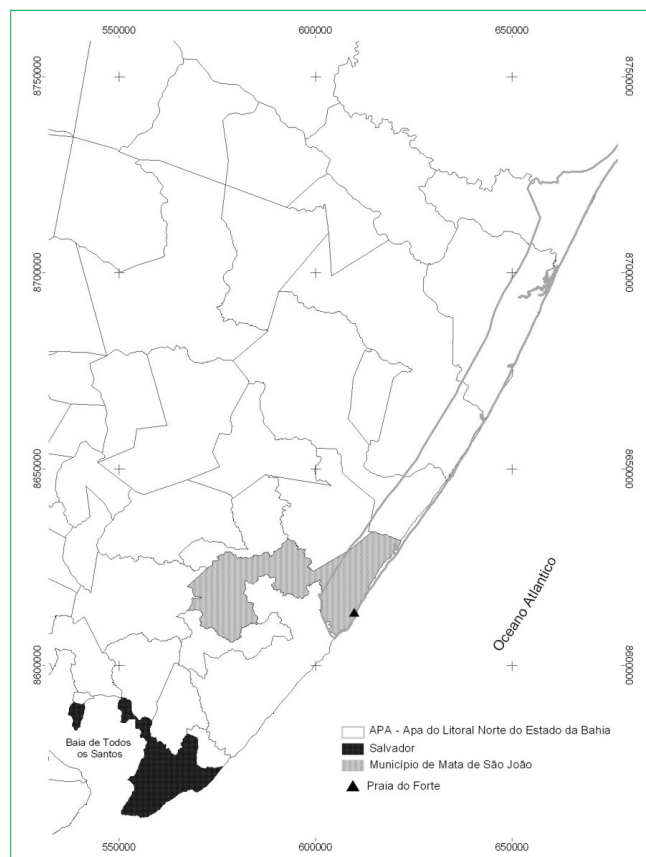 550000 600000 650000
8750000 8750000
8700000 8700000
8650000 8650000
8600000 8600000
Oceano Atlantico
Baia de Todos
os Santos
APA - Apa do Litoral Norte do Estado da Bahia
Salvador
Município de Mata de São João
Praia do Forte
550000 600000 650000